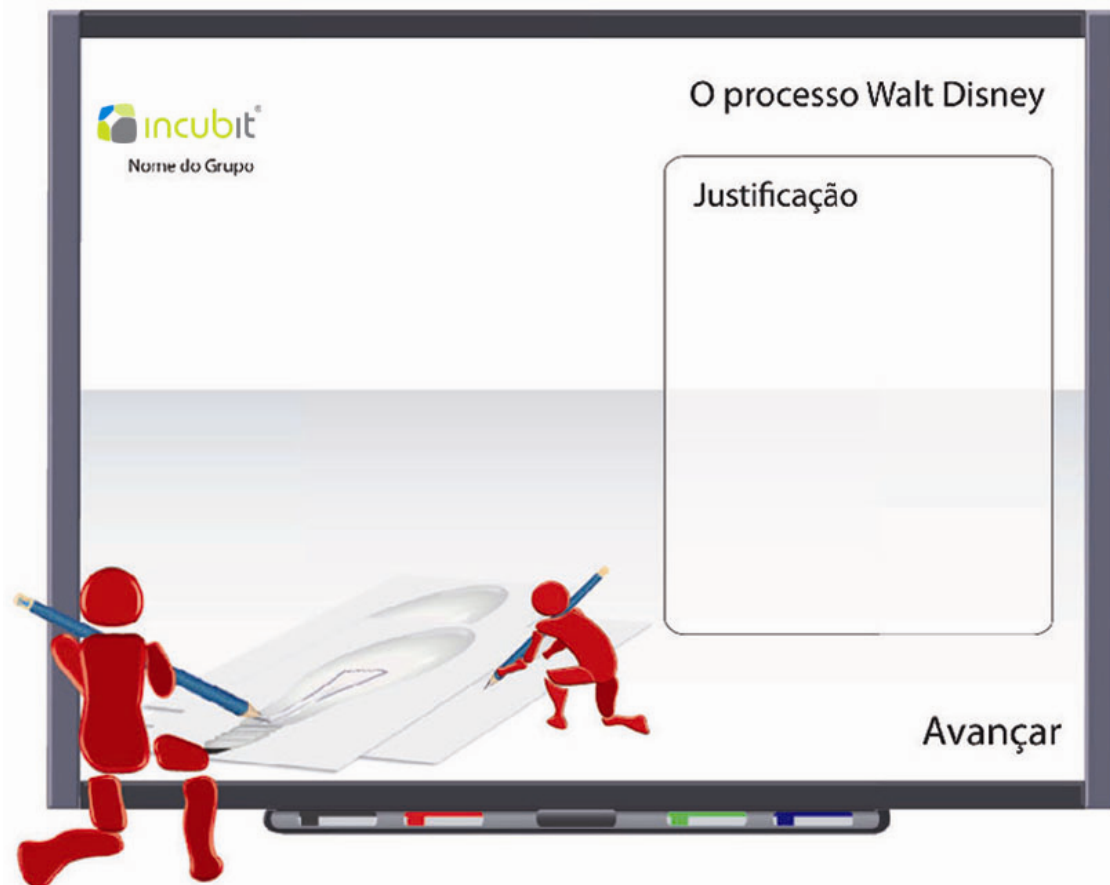 incubit®
Nome do Grupo
O processo Walt Disney
Justificação
Avançar